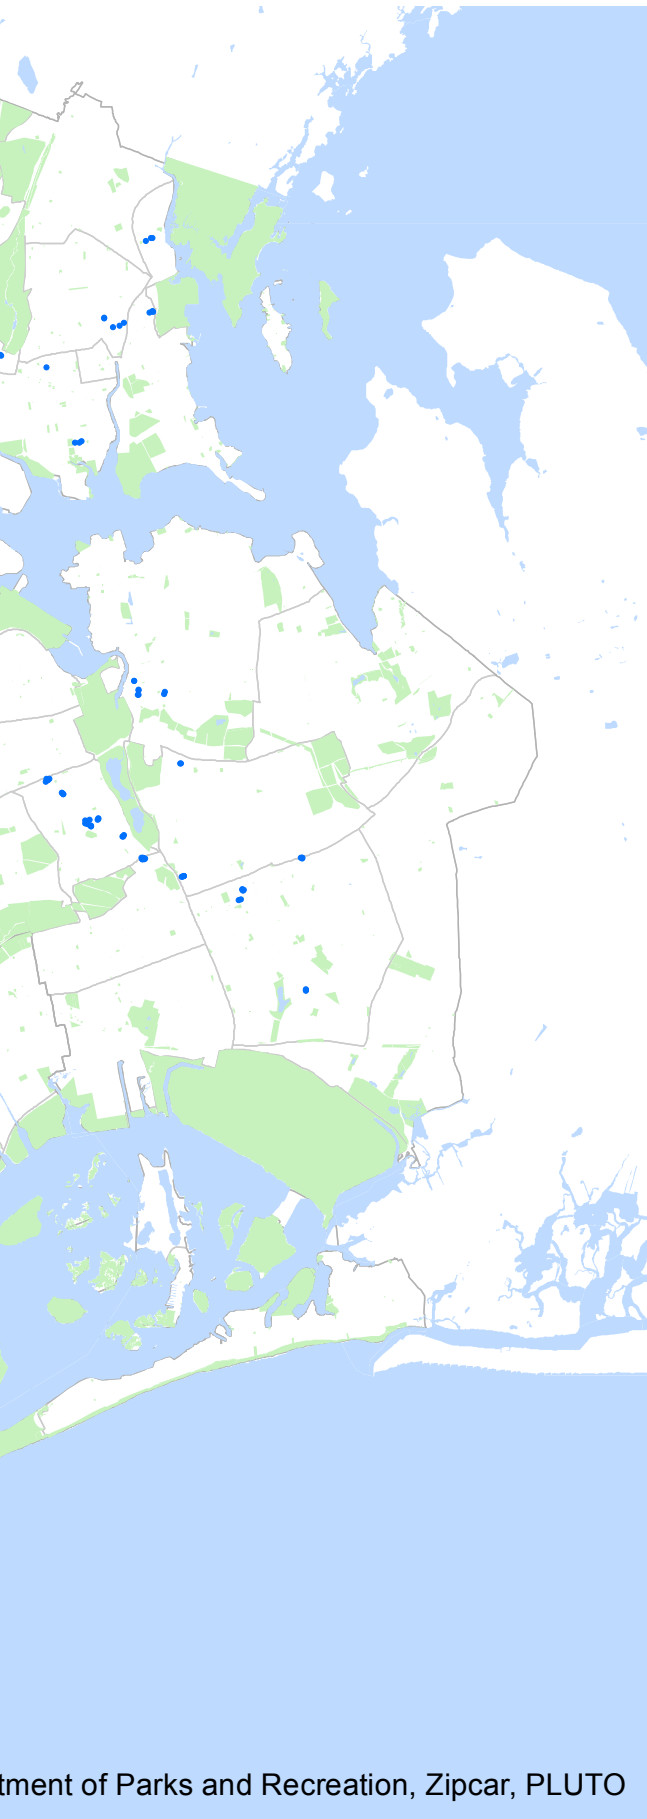 tment of Parks and Recreation, Zipcar, PLUTO